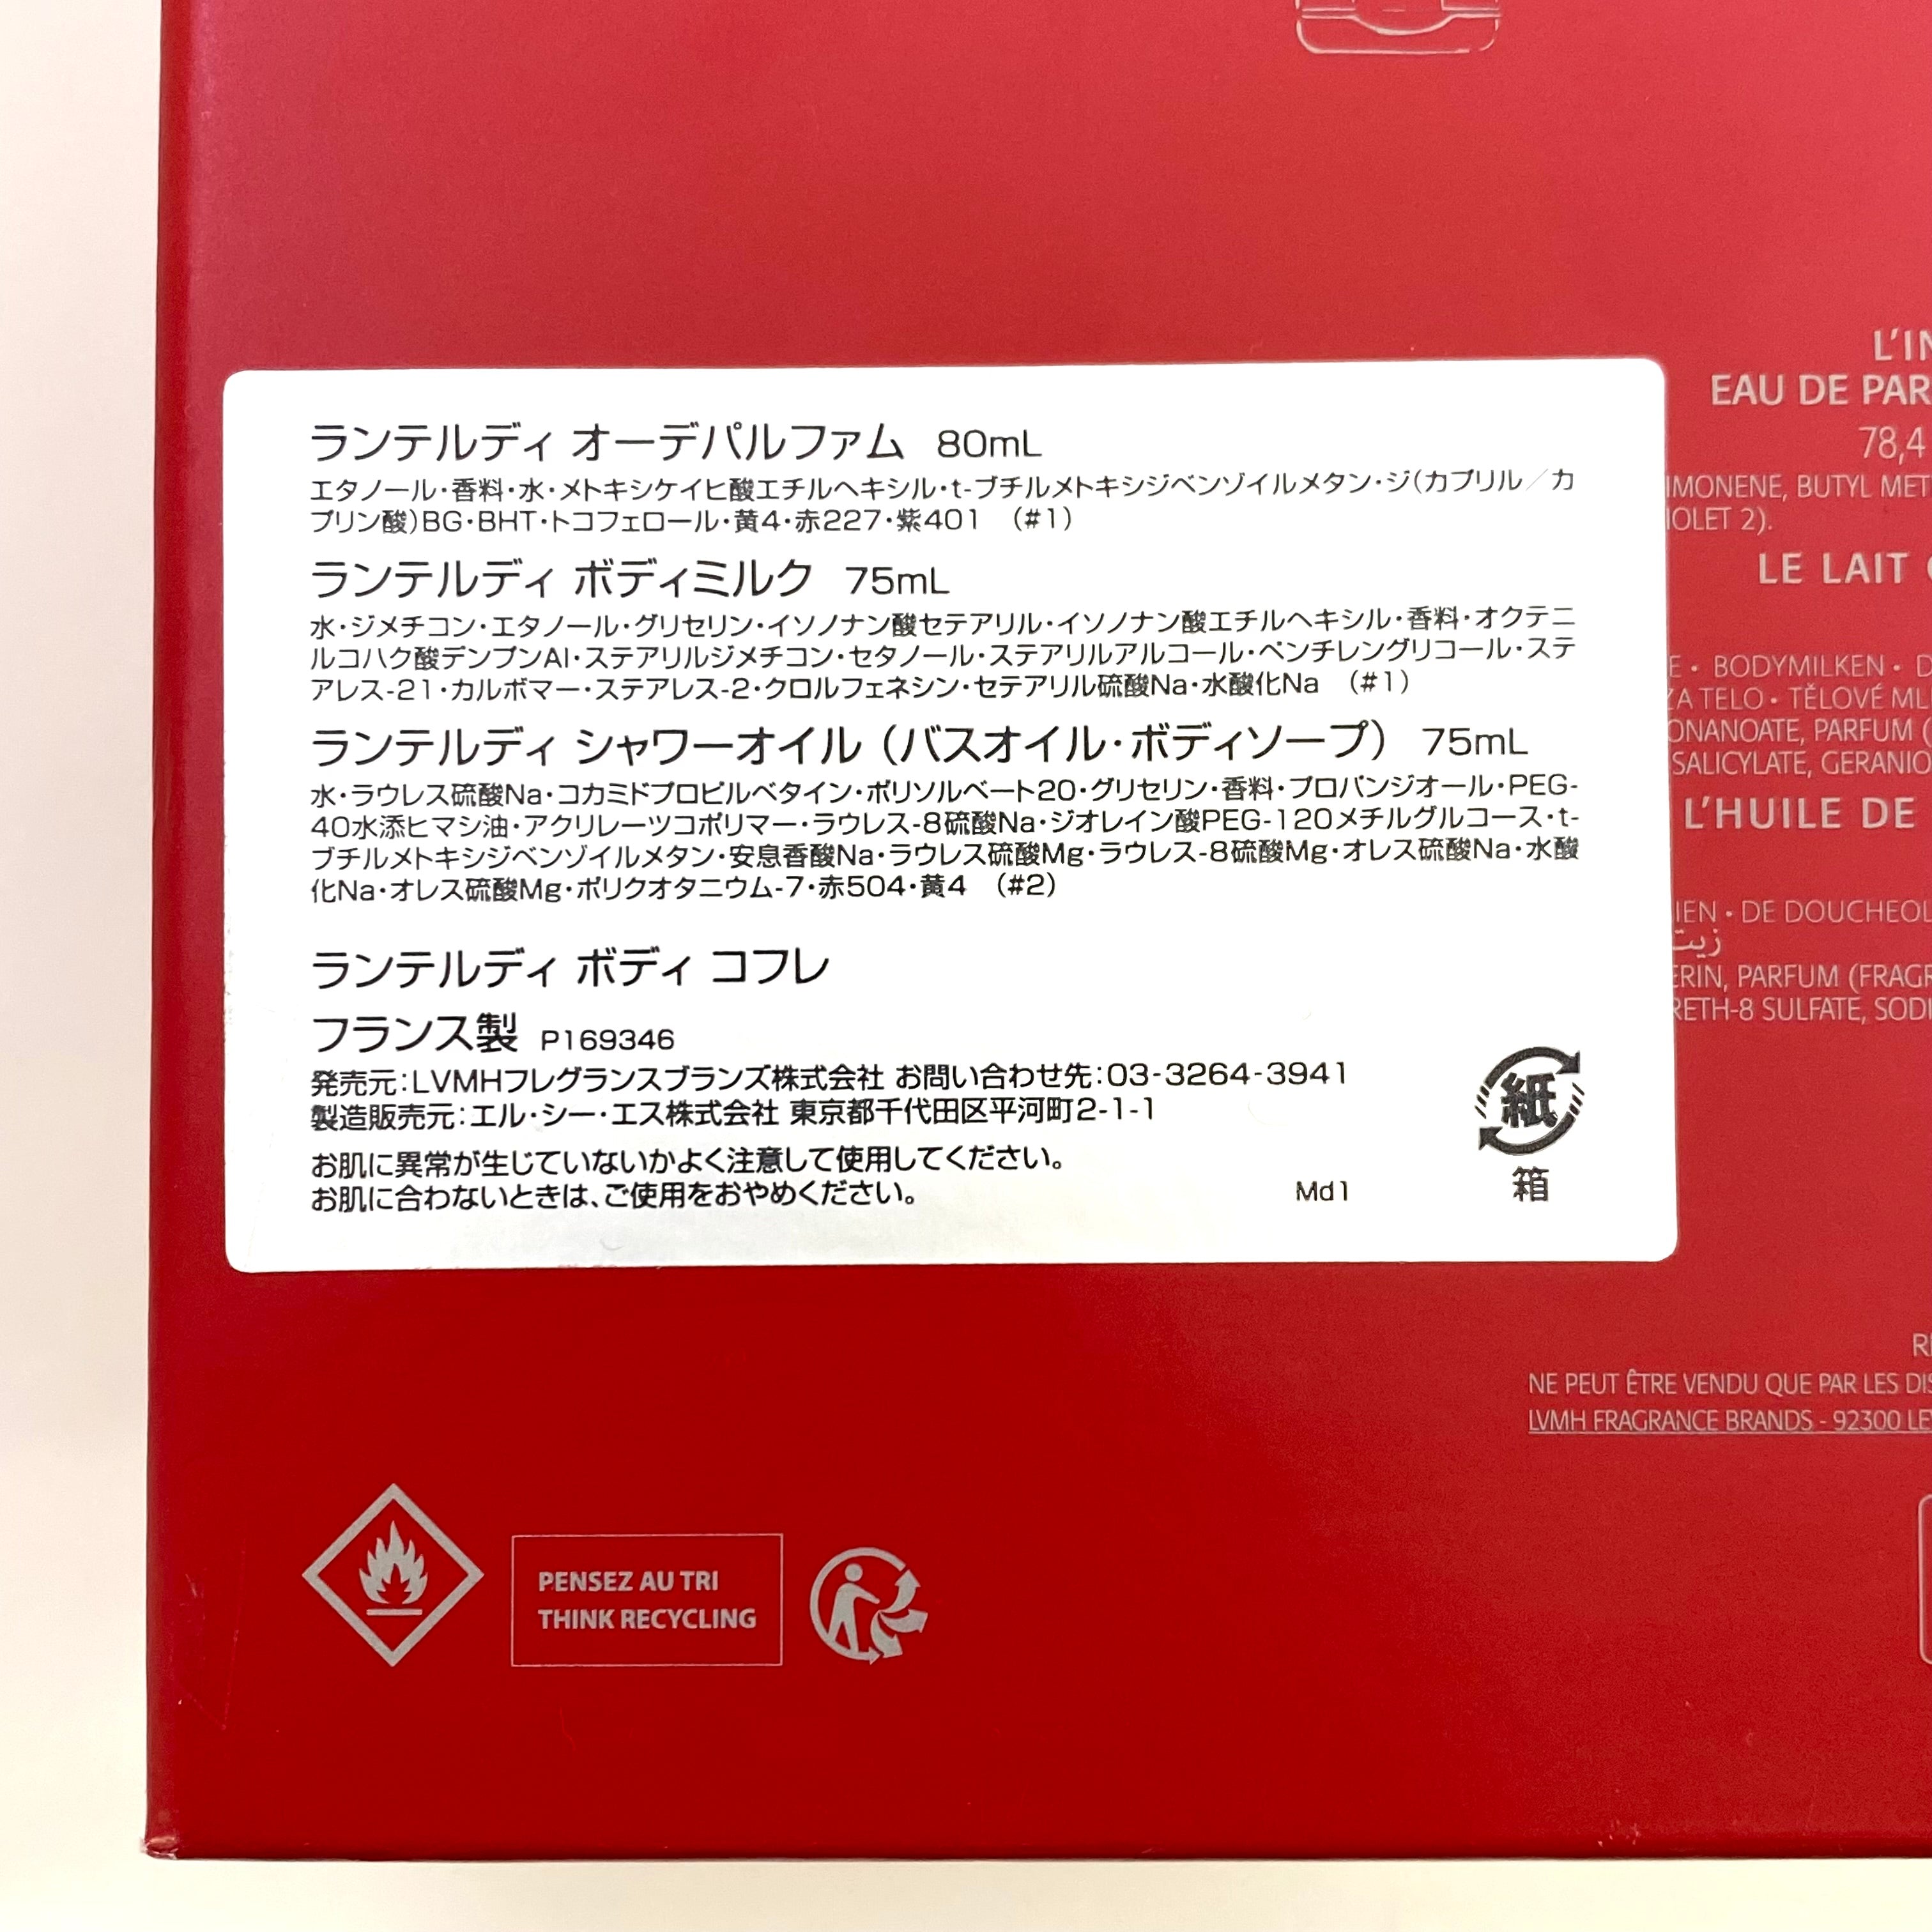 ランテルディ オーデパルファム 80mL
エタノール・香料・水・メトキシケイヒ酸エチルヘキシル・t-ブチルメトキシジベンゾイルメタン・ジ(カプリル／カ
プリン酸)BG・BHT・トコフェロール・黄4・赤227・紫401 (#1)
ランテルディ ボディミルク 75mL
水・ジメチコン・エタノール・グリセリン・イソノナン酸セテアリル・イソノナン酸エチルヘキシル・香料・オクテニ
ルコハク酸デンプンAl・ステアリルジメチコン・セタノール・ステアリルアルコール・ペンチレングリコール・ステ
アレス-21・カルボマー・ステアレス-2・クロルフェネシン・セテアリル硫酸Na・水酸化Na (#1)
ランテルディ シャワーオイル (バスオイル・ボディソープ) 75mL
水・ラウレス硫酸Na・コカミドプロピルベタイン・ポリソルベート20・グリセリン・香料・プロパンジオール・PEG-
40水添ヒマシ油・アクリレーツコポリマー・ラウレス-8硫酸Na・ジオレイン酸PEG-120メチルグルコース・t-
ブチルメトキシジベンゾイルメタン・安息香酸Na・ラウレス硫酸Mg・ラウレス-8硫酸Mg・オレス硫酸Na・水酸
化Na・オレス硫酸Mg・ポリクオタニウム-7・赤504・黄4 (#2)
ランテルディ ボディ コフレ
フランス製 P169346
発売元:LVMHフレグランスブランズ株式会社 お問い合わせ先:03-3264-3941
製造販売元:エル・シー・エス株式会社 東京都千代田区平河町2-1-1
お肌に異常が生じていないかよく注意して使用してください。
お肌に合わないときは、ご使用をおやめください。
Md1
紙
箱
L'IN
EAU DE PAR
78,4
IMONENE, BUTYL MET
IOLET 2).
LE LAIT
E • BODYMILKEN • D
ZA TELO • TĚLOVÉ ML
ONANOATE, PARFUM (
SALICYLATE, GERANIO
L'HUILE DE
IEN • DE DOUCHEOL
زيت
ERIN, PARFUM (FRAGR
RETH-8 SULFATE, SODI
NE PEUT ÊTRE VENDU QUE PAR LES DIS
LVMH FRAGRANCE BRANDS - 92300 LE
PENSEZ AU TRI
THINK RECYCLING